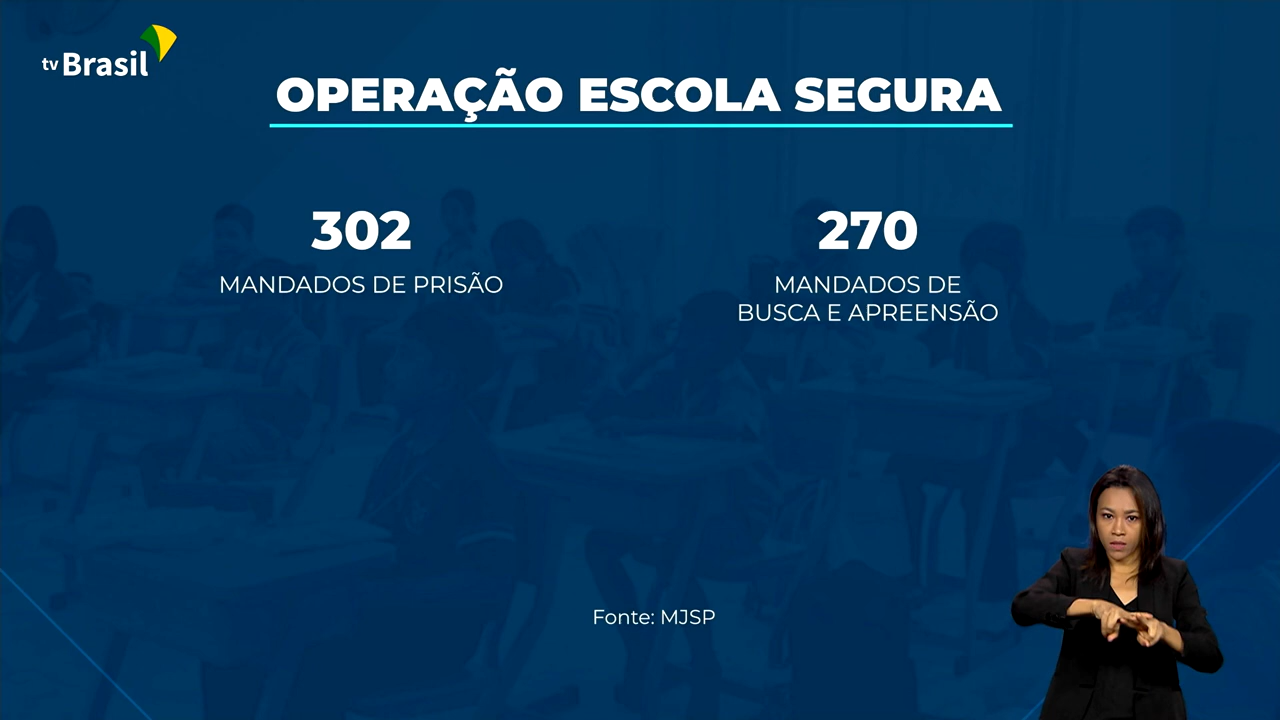 tv Brasil
OPERAÇÃO ESCOLA SEGURA
302
MANDADOS DE PRISÃO
270
MANDADOS DE
BUSCA E APREENSÃO
Fonte: MJSP